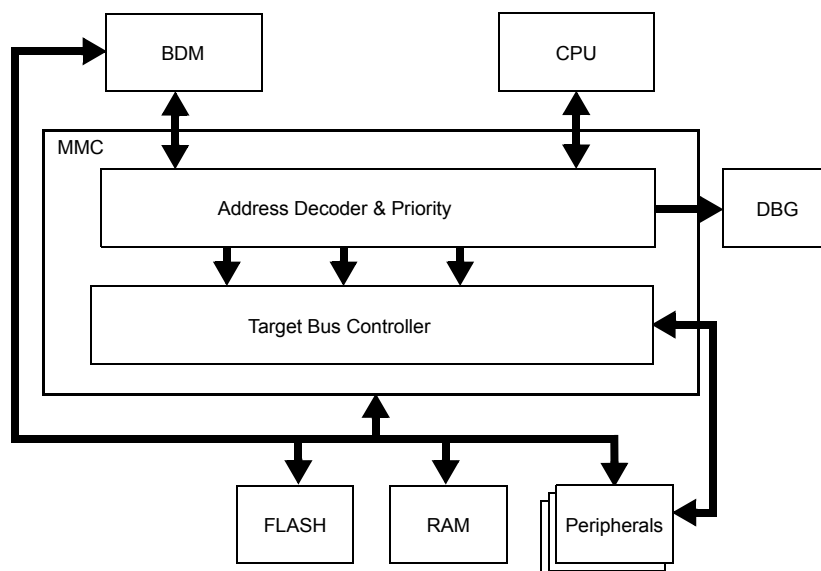 BDM
CPU
MMC
Address Decoder & Priority
DBG
Target Bus Controller
FLASH
RAM
Peripherals